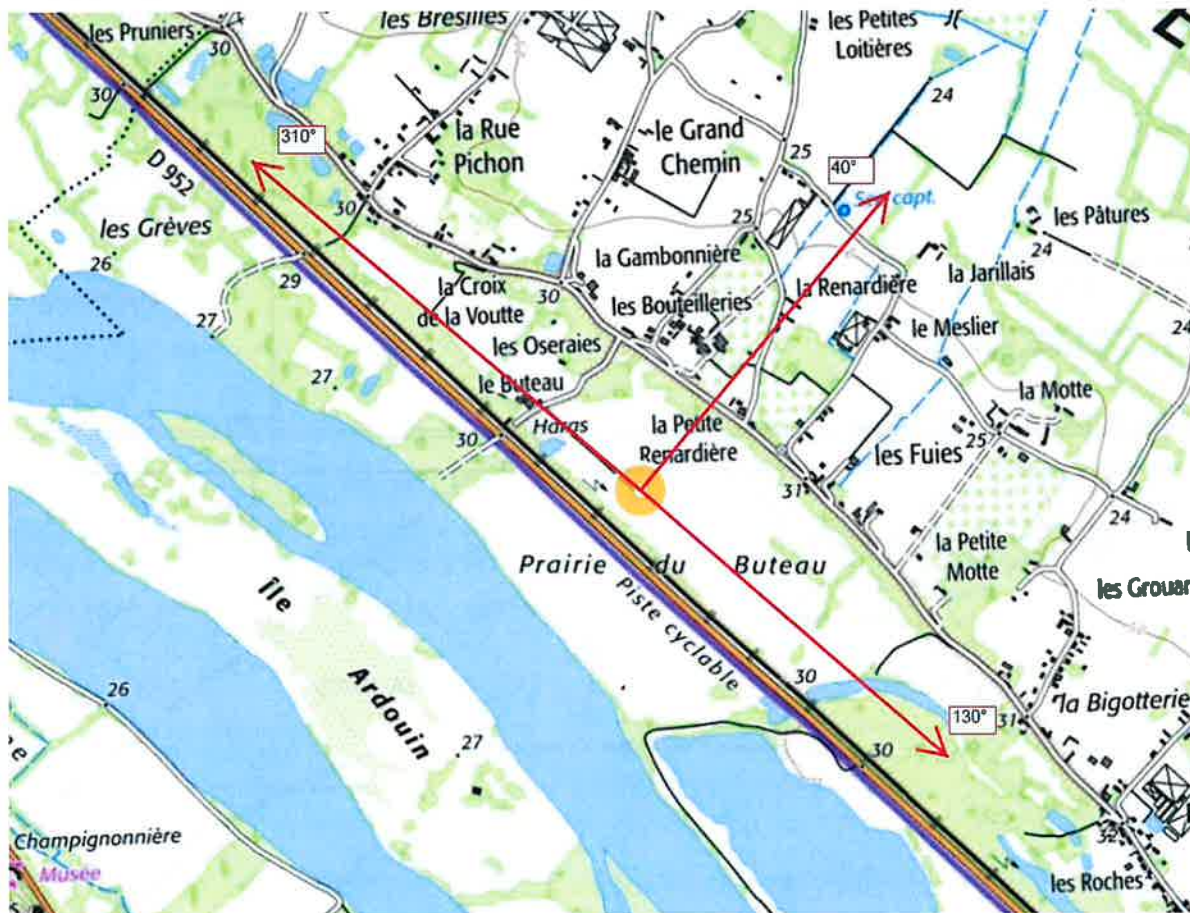 les Brésilles
les Petites
Loitières
les Pruniers
30
30
24
310°
la Rue
Pichon
le Grand
Chemin
25
40°
D 952
30
les Grèves
25
les Pâtures
24
26
29
la Gambonnière
la Croix
de la Voutte
30
la Renardière
la Jarillais
27
les Bouteilleries
le Meslier
24
les Oseraies
27
le Buteau
la Motte
Haras
30
la Petite
Renardière
les Fuies
25
31
24
la Petite
Motte
Prairie du Buteau
les Grouar
Piste cyclable
île
Ardouin
30
26
130°
31
la Bigotterie
27
30
Champignonnière
32
Musée
les Roches